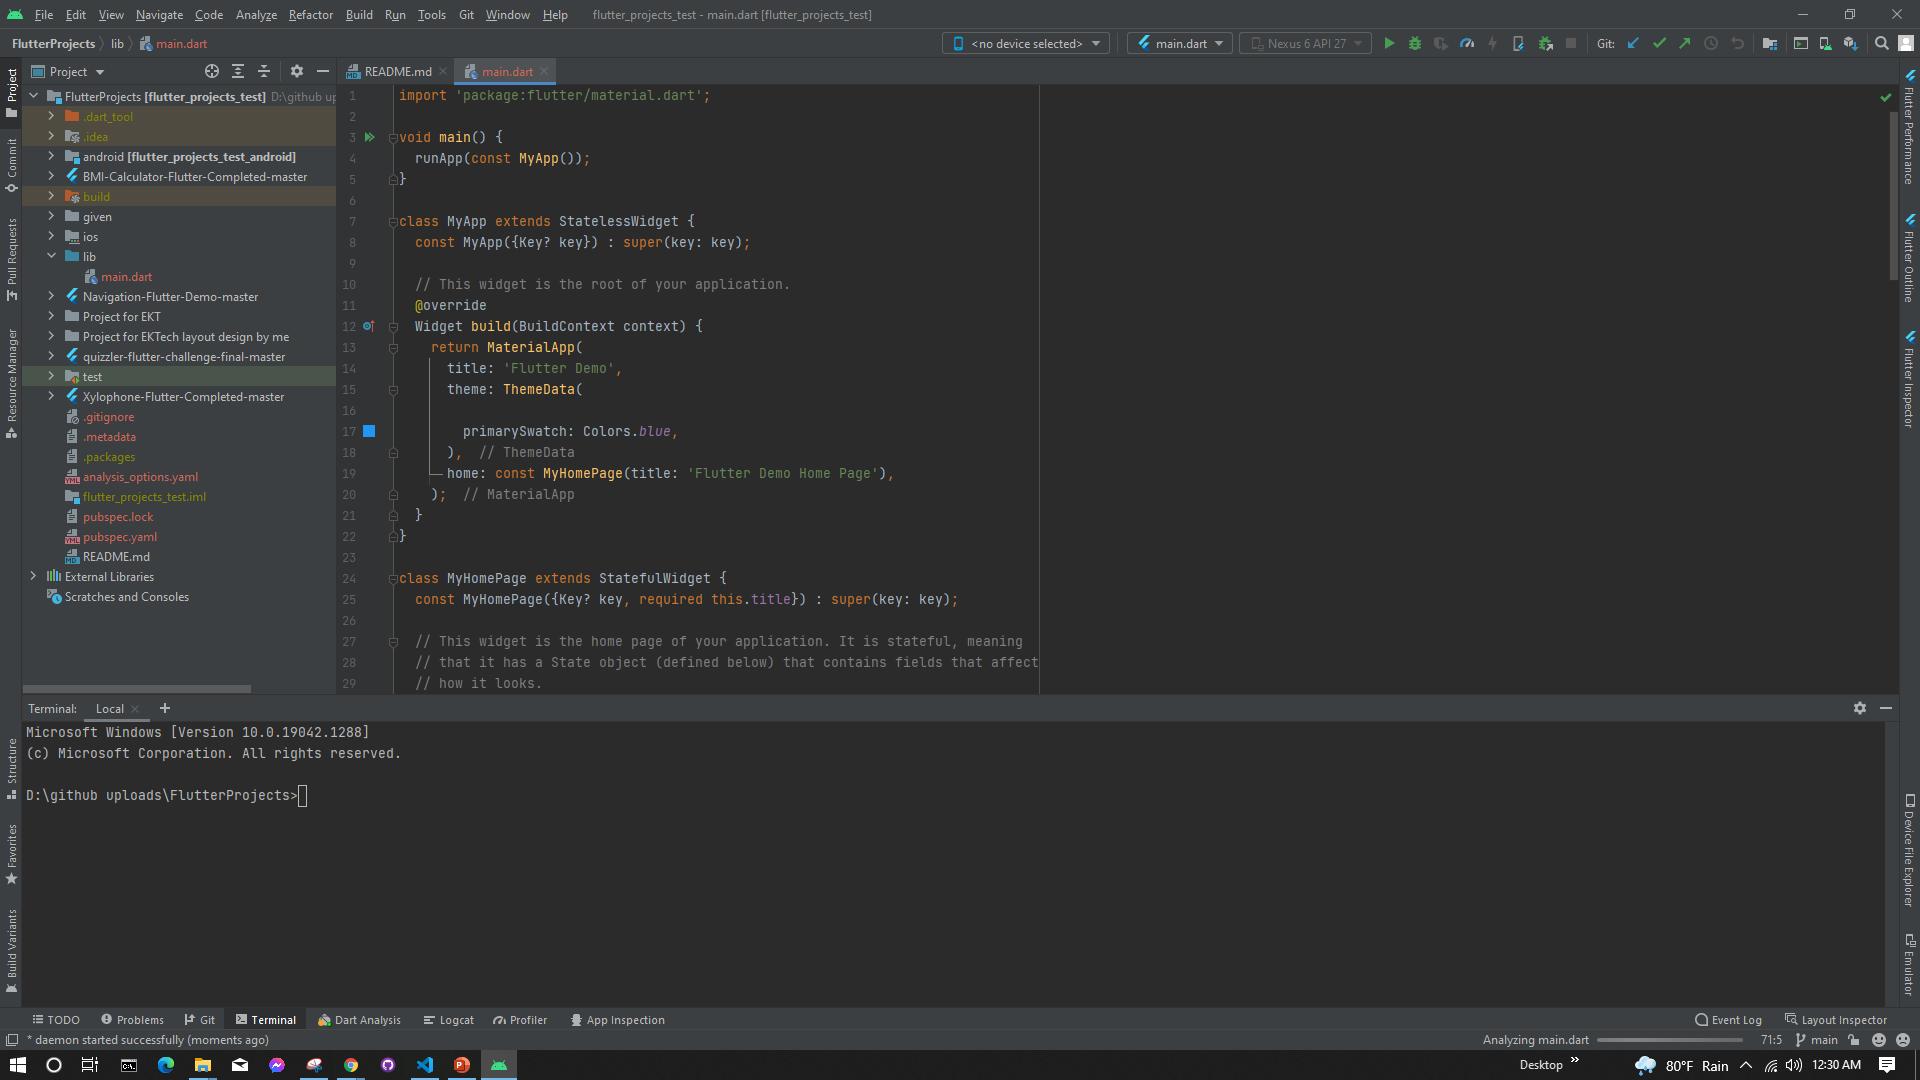 File Edit View Navigate Code Analyze Refactor Build Run Tools Git Window Help flutter_projects_test - main.dart [flutter_projects_test]
FlutterProjects lib main.dart <no device selected> main.dart Nexus 6 API 27 Git:
Project
README.md main.dart
FlutterProjects [flutter_projects_test] D:\github up
.dart_tool
.idea
android [flutter_projects_test_android]
BMI-Calculator-Flutter-Completed-master
build
given
ios
lib
main.dart
Navigation-Flutter-Demo-master
Project for EKT
Project for EKTech layout design by me
quizzler-flutter-challenge-final-master
test
Xylophone-Flutter-Completed-master
.gitignore
.metadata
.packages
analysis_options.yaml
flutter_projects_test.iml
pubspec.lock
pubspec.yaml
README.md
External Libraries
Scratches and Consoles
1 import 'package:flutter/material.dart';
2
3 void main() {
4 runApp(const MyApp());
5 }
6
7 class MyApp extends StatelessWidget {
8 const MyApp({Key? key}) : super(key: key);
9
10 // This widget is the root of your application.
11 @override
12 Widget build(BuildContext context) {
13 return MaterialApp(
14 title: 'Flutter Demo',
15 theme: ThemeData(
16
17 primarySwatch: Colors.blue,
18 ), // ThemeData
19 home: const MyHomePage(title: 'Flutter Demo Home Page'),
20 ); // MaterialApp
21 }
22 }
23
24 class MyHomePage extends StatefulWidget {
25 const MyHomePage({Key? key, required this.title}) : super(key: key);
26
27 // This widget is the home page of your application. It is stateful, meaning
28 // that it has a State object (defined below) that contains fields that affect
29 // how it looks.
Project
Commit
Pull Requests
Resource Manager
Structure
Favorites
Build Variants
Flutter Performance
Flutter Outline
Flutter Inspector
Device File Explorer
Emulator
Terminal: Local
Microsoft Windows [Version 10.0.19042.1288]
(c) Microsoft Corporation. All rights reserved.
D:\github uploads\FlutterProjects>
TODO Problems Git Terminal Dart Analysis Logcat Profiler App Inspection Event Log Layout Inspector
* daemon started successfully (moments ago) Analyzing main.dart 71:5 main
Desktop 80°F Rain 12:30 AM